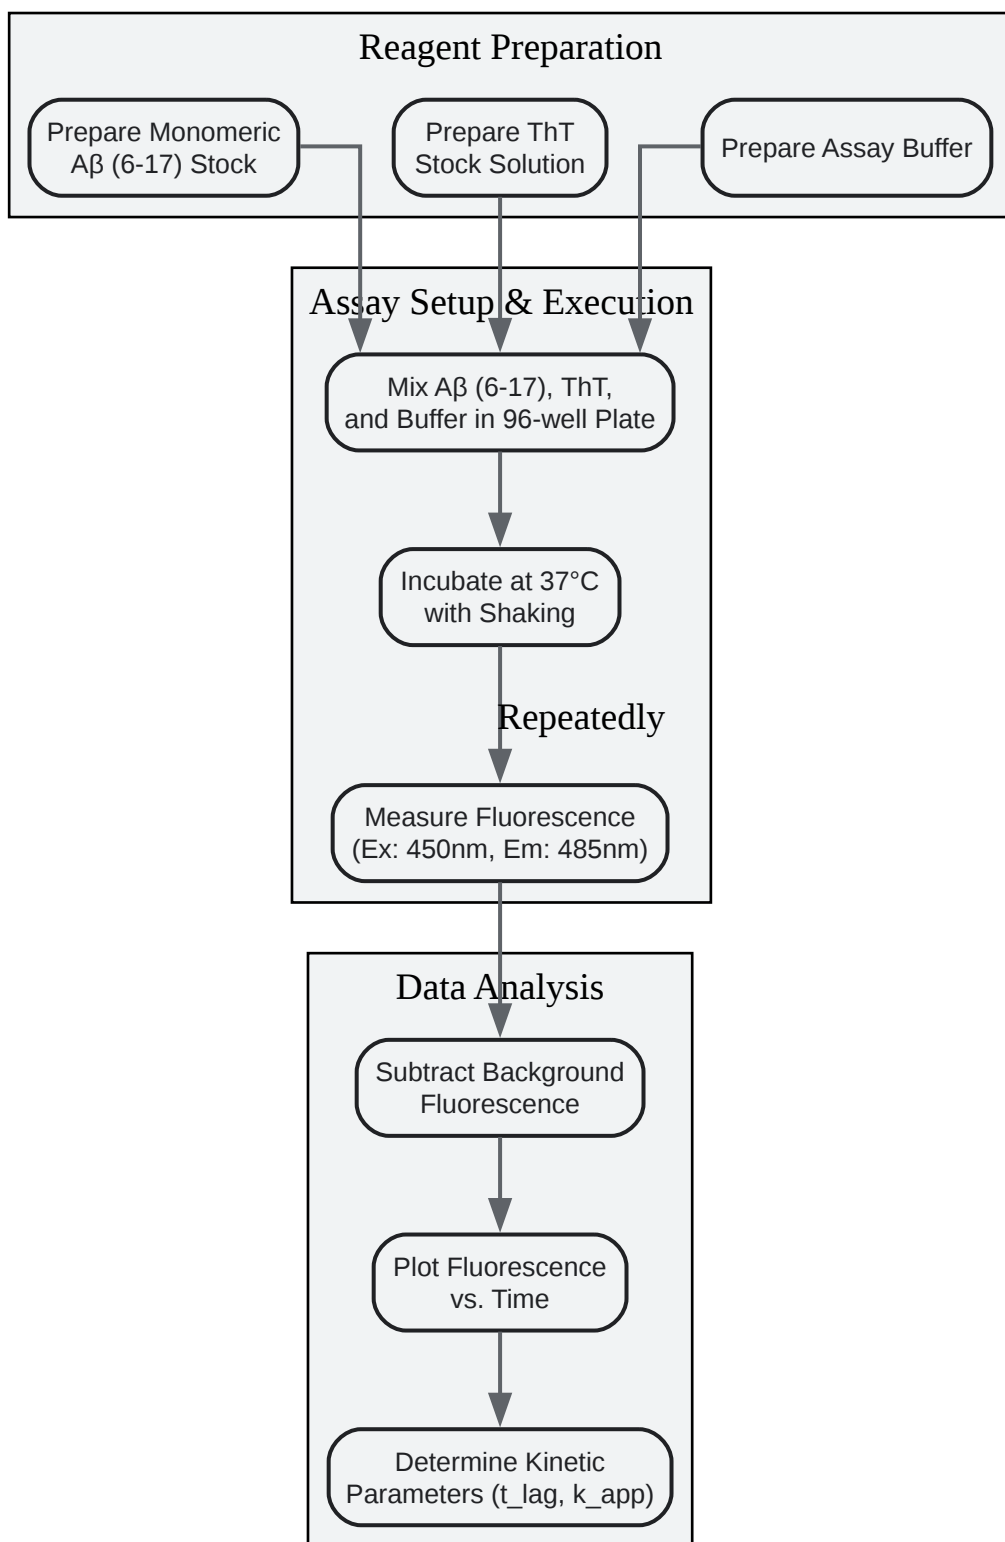 Reagent Preparation
Prepare Monomeric
Aβ (6-17) Stock
Prepare ThT
Stock Solution
Prepare Assay Buffer
Assay Setup & Execution
Mix Aβ (6-17), ThT,
and Buffer in 96-well Plate
Incubate at 37°C
with Shaking
Repeatedly
Measure Fluorescence
(Ex: 450nm, Em: 485nm)
Data Analysis
Subtract Background
Fluorescence
Plot Fluorescence
vs. Time
Determine Kinetic
Parameters (t_lag, k_app)